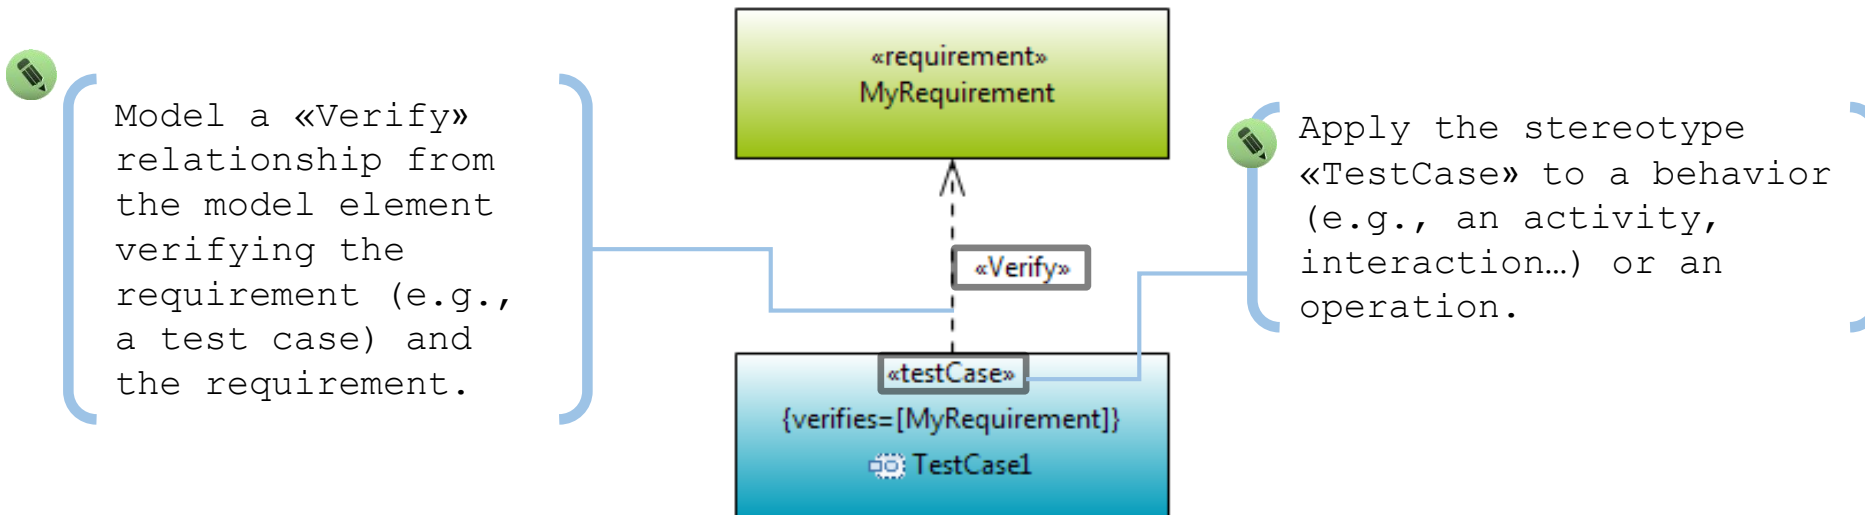 «requirement»
MyRequirement
Model a «Verify»
relationship from
the model element
verifying the
requirement (e.g.,
a test case) and
the requirement.
«Verify»
Apply the stereotype
«TestCase» to a behavior
(e.g., an activity,
interaction…) or an
operation.
«testCase»
{verifies=[MyRequirement]}
TestCase1